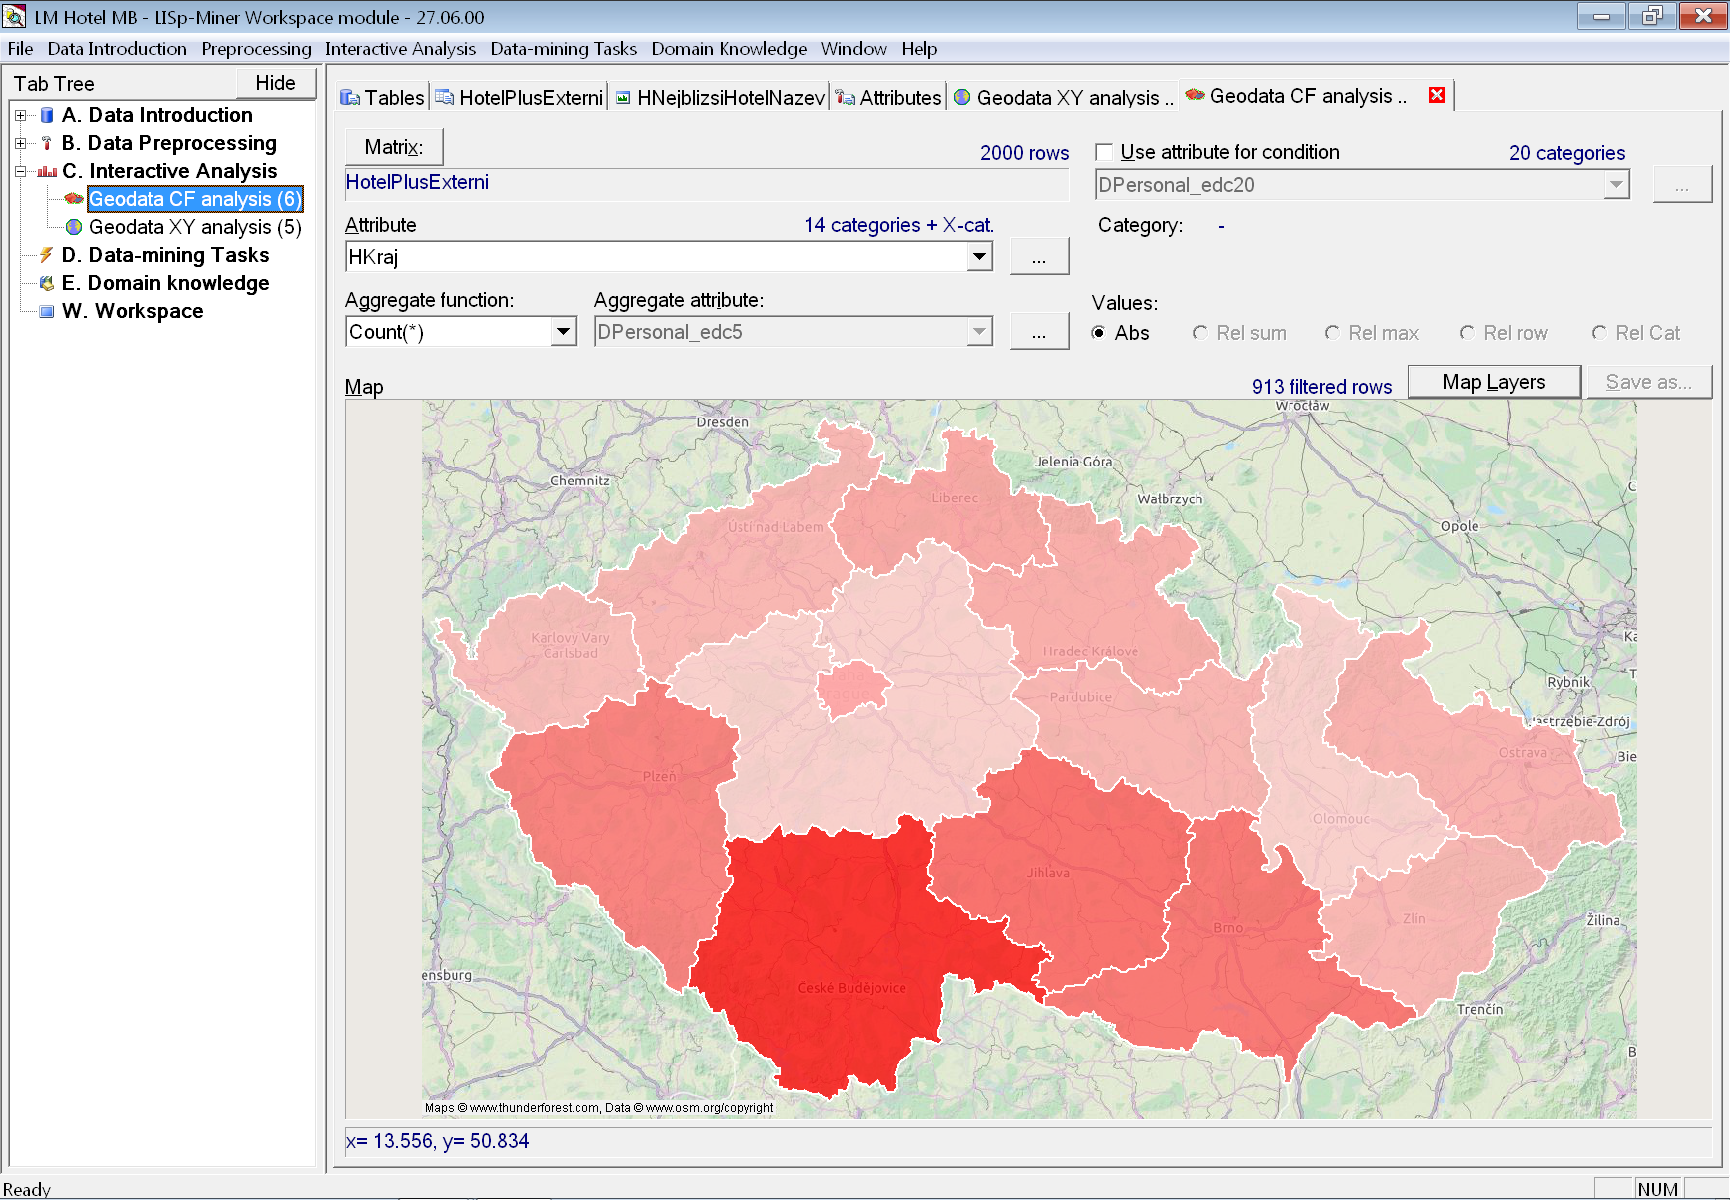 LM Hotel MB - LISp-Miner Workspace module - 27.06.00
File Data Introduction Preprocessing Interactive Analysis Data-mining Tasks Domain Knowledge Window Help
Tab Tree Hide
A. Data Introduction
B. Data Preprocessing
C. Interactive Analysis
Geodata CF analysis (6)
Geodata XY analysis (5)
D. Data-mining Tasks
E. Domain knowledge
W. Workspace
Tables HotelPlusExterni HNejblizsiHotelNazev Attributes Geodata XY analysis .. Geodata CF analysis ..
Matrix: 2000 rows
HotelPlusExterni
Use attribute for condition 20 categories
DPersonal_edc20 ...
Attribute 14 categories + X-cat.
Category: -
HKraj ...
Aggregate function: Aggregate attribute:
Count(*) DPersonal_edc5 ...
Values:
Abs Rel sum Rel max Rel row Rel Cat
Map 913 filtered rows Map Layers Save as...
Wrocław
Dresden
Jelenia Góra
Chemnitz
Liberec
Wałbrzych
Ústí nad Labem
Opole
Karlovy Vary
Carlsbad
Hradec Králové
Rybnik
Pardubice
Jastrzębie-Zdrój
Ostrava
Bie
Plzeň
Olomouc
Jihlava
Zlín
Žilina
Brno
ensburg
České Budějovice
Trenčín
B
Maps © www.thunderforest.com, Data © www.osm.org/copyright
x= 13.556, y= 50.834
Ready NUM